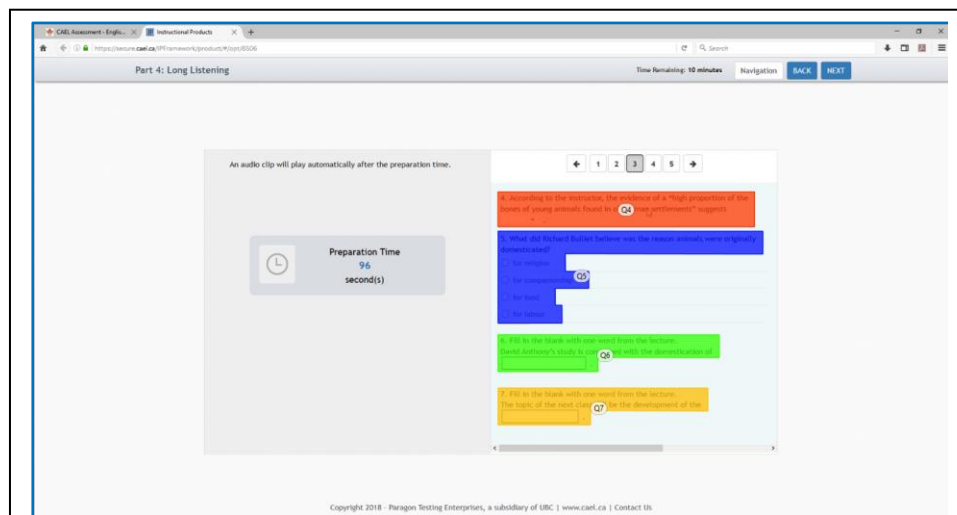 CAEL Assessment - Englis...
Instructional Products
https://secure.cael.ca/IPFramework/product/#/opt/8506
Search
Part 4: Long Listening
Time Remaining: 10 minutes
Navigation
BACK
NEXT
An audio clip will play automatically after the preparation time.
Preparation Time
96
second(s)
1 2 3 4 5
4. According to the instructor, the evidence of a "high proportion of the
bones of young animals found in settlements" suggests
Q4
5. What did Richard Bulliet believe was the reason animals were originally
domesticated?
for religion
for companionship
Q5
for food
for labour
6. Fill in the blank with one word from the lecture.
David Anthony's study is with the domestication of
Q6
7. Fill in the blank with one word from the lecture.
The topic of the next be the development of the
Q7
Copyright 2018 - Paragon Testing Enterprises, a subsidiary of UBC | www.cael.ca | Contact Us